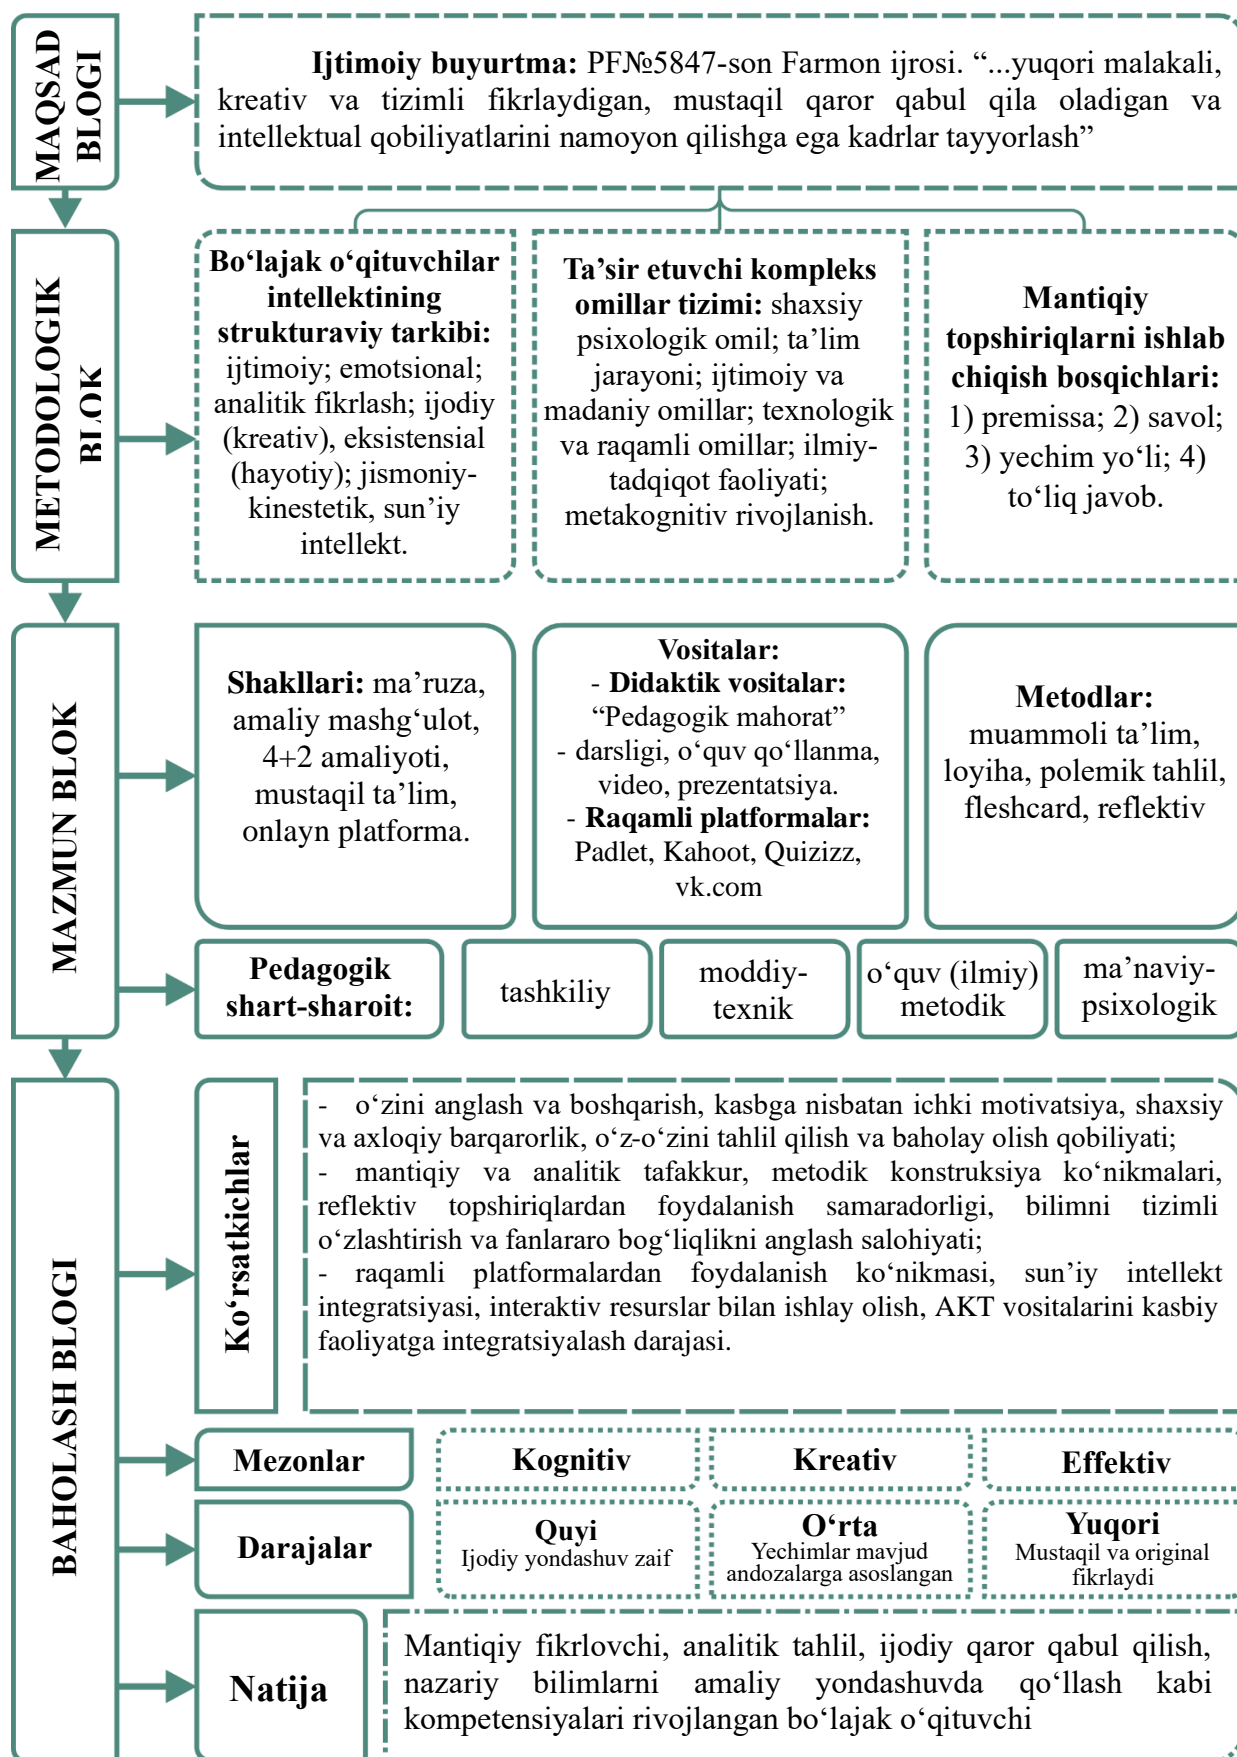 MAQSAD
BLOGI
Ijtimoiy buyurtma: PF№5847-son Farmon ijrosi. “...yuqori malakali,
kreativ va tizimli fikrlaydigan, mustaqil qaror qabul qila oladigan va
intellektual qobiliyatlarini namoyon qilishga ega kadrlar tayyorlash”
METODOLOGIK
BLOK
Bo‘lajak o‘qituvchilar
intellektining
strukturaviy tarkibi:
ijtimoiy; emotsional;
analitik fikrlash; ijodiy
(kreativ), eksistensial
(hayotiy); jismoniy-
kinestetik, sun’iy
intellekt.
Ta’sir etuvchi kompleks
omillar tizimi: shaxsiy
psixologik omil; ta’lim
jarayoni; ijtimoiy va
madaniy omillar; texnologik
va raqamli omillar; ilmiy-
tadqiqot faoliyati;
metakognitiv rivojlanish.
Mantiqiy
topshiriqlarni ishlab
chiqish bosqichlari:
1) premissa; 2) savol;
3) yechim yo‘li; 4)
to‘liq javob.
MAZMUN BLOK
Shakllari: ma’ruza,
amaliy mashg‘ulot,
4+2 amaliyoti,
mustaqil ta’lim,
onlayn platforma.
Vositalar:
- Didaktik vositalar:
“Pedagogik mahorat”
- darsligi, o‘quv qo‘llanma,
video, prezentatsiya.
- Raqamli platformalar:
Padlet, Kahoot, Quizizz,
vk.com
Metodlar:
muammoli ta’lim,
loyiha, polemik tahlil,
fleshcard, reflektiv
Pedagogik
shart-sharoit:
tashkiliy
moddiy-
texnik
o‘quv (ilmiy)
metodik
ma’naviy-
psixologik
BAHOLASH BLOGI
Ko‘rsatkichlar
- o‘zini anglash va boshqarish, kasbga nisbatan ichki motivatsiya, shaxsiy
va axloqiy barqarorlik, o‘z-o‘zini tahlil qilish va baholay olish qobiliyati;
- mantiqiy va analitik tafakkur, metodik konstruksiya ko‘nikmalari,
reflektiv topshiriqlardan foydalanish samaradorligi, bilimni tizimli
o‘zlashtirish va fanlararo bog‘liqlikni anglash salohiyati;
- raqamli platformalardan foydalanish ko‘nikmasi, sun’iy intellekt
integratsiyasi, interaktiv resurslar bilan ishlay olish, AKT vositalarini kasbiy
faoliyatga integratsiyalash darajasi.
Mezonlar
Kognitiv
Kreativ
Effektiv
Darajalar
Quyi
Ijodiy yondashuv zaif
O‘rta
Yechimlar mavjud
andozalarga asoslangan
Yuqori
Mustaqil va original
fikrlaydi
Natija
Mantiqiy fikrlovchi, analitik tahlil, ijodiy qaror qabul qilish,
nazariy bilimlarni amaliy yondashuvda qo‘llash kabi
kompetensiyalari rivojlangan bo‘lajak o‘qituvchi